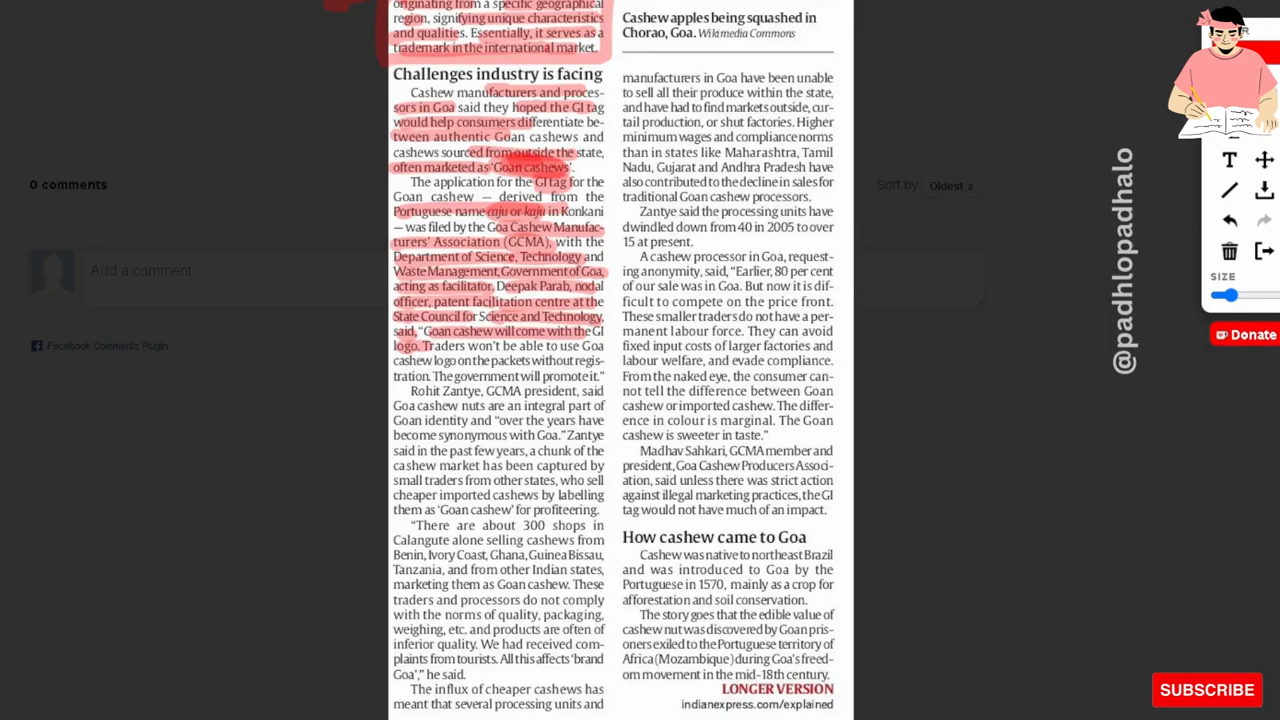 originating from a specific geographical
region, signifying unique characteristics
and qualities. Essentially, it serves as a
trademark in the international market.
Challenges industry is facing
Cashew manufacturers and proces-
sors in Goa said they hoped the GI tag
would help consumers differentiate be-
tween authentic Goan cashews and
cashews sourced from outside the state,
often marketed as ‘Goan cashews’.
The application for the GI tag for the
Goan cashew — derived from the
Portuguese name caju or kaju in Konkani
— was filed by the Goa Cashew Manufac-
turers’ Association (GCMA), with the
Department of Science, Technology and
Waste Management, Government of Goa,
acting as facilitator. Deepak Parab, nodal
officer, patent facilitation centre at the
State Council for Science and Technology,
said, “Goan cashew will come with the GI
logo. Traders won’t be able to use Goa
cashew logo on the packets without regis-
tration. The government will promote it.”
Rohit Zantye, GCMA president, said
Goa cashew nuts are an integral part of
Goan identity and “over the years have
become synonymous with Goa.” Zantye
said in the past few years, a chunk of the
cashew market has been captured by
small traders from other states, who sell
cheaper imported cashews by labelling
them as ‘Goan cashew’ for profiteering.
“There are about 300 shops in
Calangute alone selling cashews from
Benin, Ivory Coast, Ghana, Guinea Bissau,
Tanzania, and from other Indian states,
marketing them as Goan cashew. These
traders and processors do not comply
with the norms of quality, packaging,
weighing, etc. and products are often of
inferior quality. We had received com-
plaints from tourists. All this affects ‘brand
Goa’,” he said.
The influx of cheaper cashews has
meant that several processing units and
Cashew apples being squashed in
Chorao, Goa. Wikimedia Commons
manufacturers in Goa have been unable
to sell all their produce within the state,
and have had to find markets outside, cur-
tail production, or shut factories. Higher
minimum wages and compliance norms
than in states like Maharashtra, Tamil
Nadu, Gujarat and Andhra Pradesh have
also contributed to the decline in sales for
traditional Goan cashew processors.
Zantye said the processing units have
dwindled down from 40 in 2005 to over
15 at present.
A cashew processor in Goa, request-
ing anonymity, said, “Earlier, 80 per cent
of our sale was in Goa. But now it is dif-
ficult to compete on the price front.
These smaller traders do not have a per-
manent labour force. They can avoid
fixed input costs of larger factories and
labour welfare, and evade compliance.
From the naked eye, the consumer can-
not tell the difference between Goan
cashew or imported cashew. The differ-
ence in colour is marginal. The Goan
cashew is sweeter in taste.”
Madhav Sahkari, GCMA member and
president, Goa Cashew Producers Associ-
ation, said unless there was strict action
against illegal marketing practices, the GI
tag would not have much of an impact.
How cashew came to Goa
Cashew was native to northeast Brazil
and was introduced to Goa by the
Portuguese in 1570, mainly as a crop for
afforestation and soil conservation.
The story goes that the edible value of
cashew nut was discovered by Goan pris-
oners exiled to the Portuguese territory of
Africa (Mozambique) during Goa’s freed-
om movement in the mid-18th century.
LONGER VERSION
indianexpress.com/explained
0 comments
Sort by Oldest
Add a comment...
Facebook Comments Plugin
@padhlopadhalo
R
T
SIZE
Donate
SUBSCRIBE